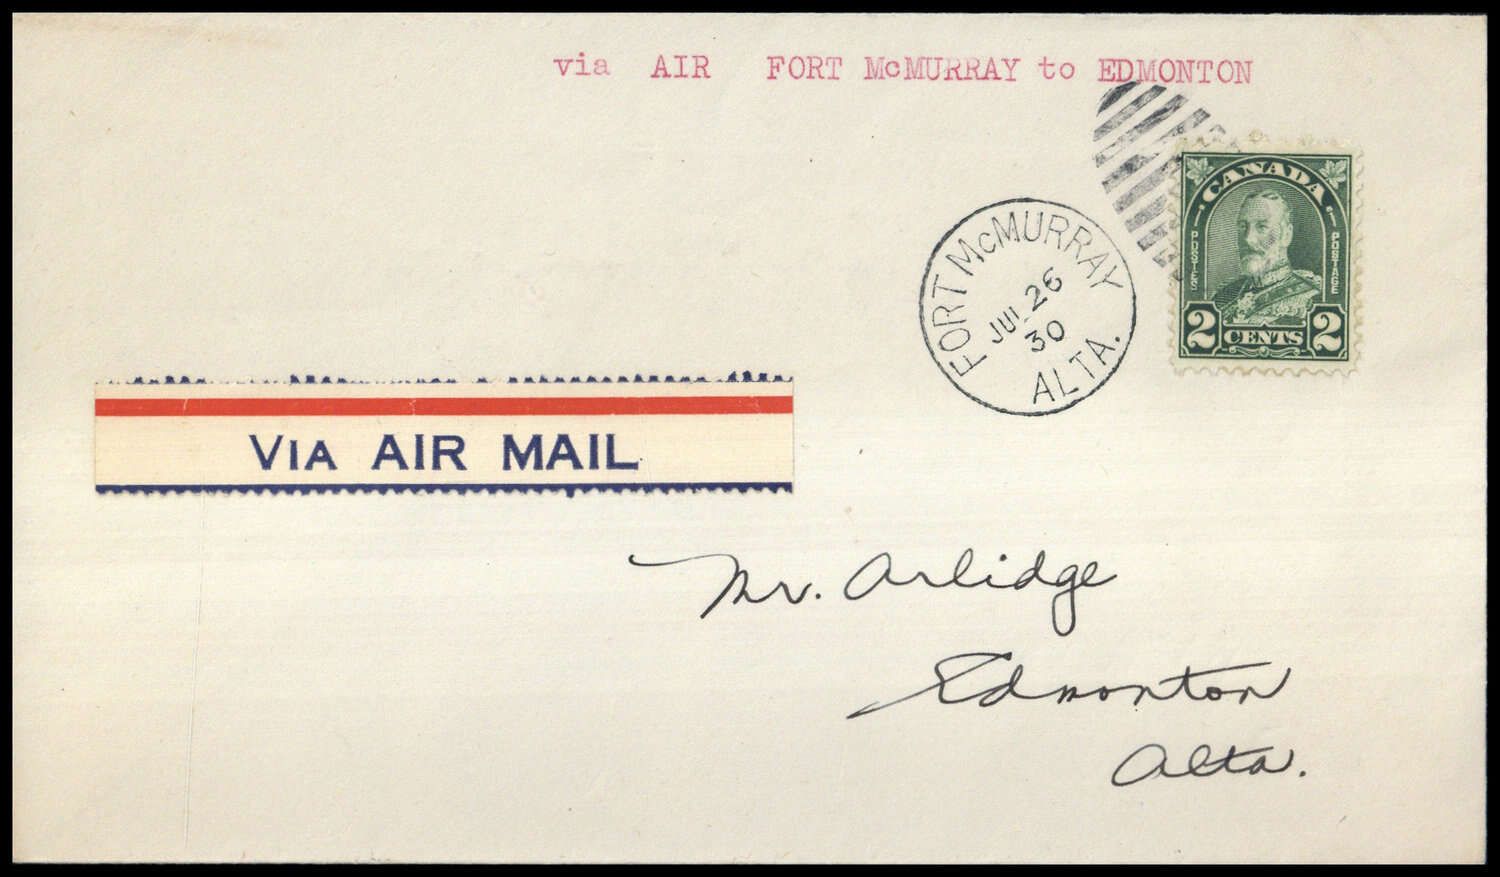 via AIR FORT McMURRAY to EDMONTON
CANADA
POSTES
POSTAGE
2 CENTS 2
FORT McMURRAY
JUL 26
30
ALTA.
VIA AIR MAIL
Mr. Arlidge
Edmonton
Alta.